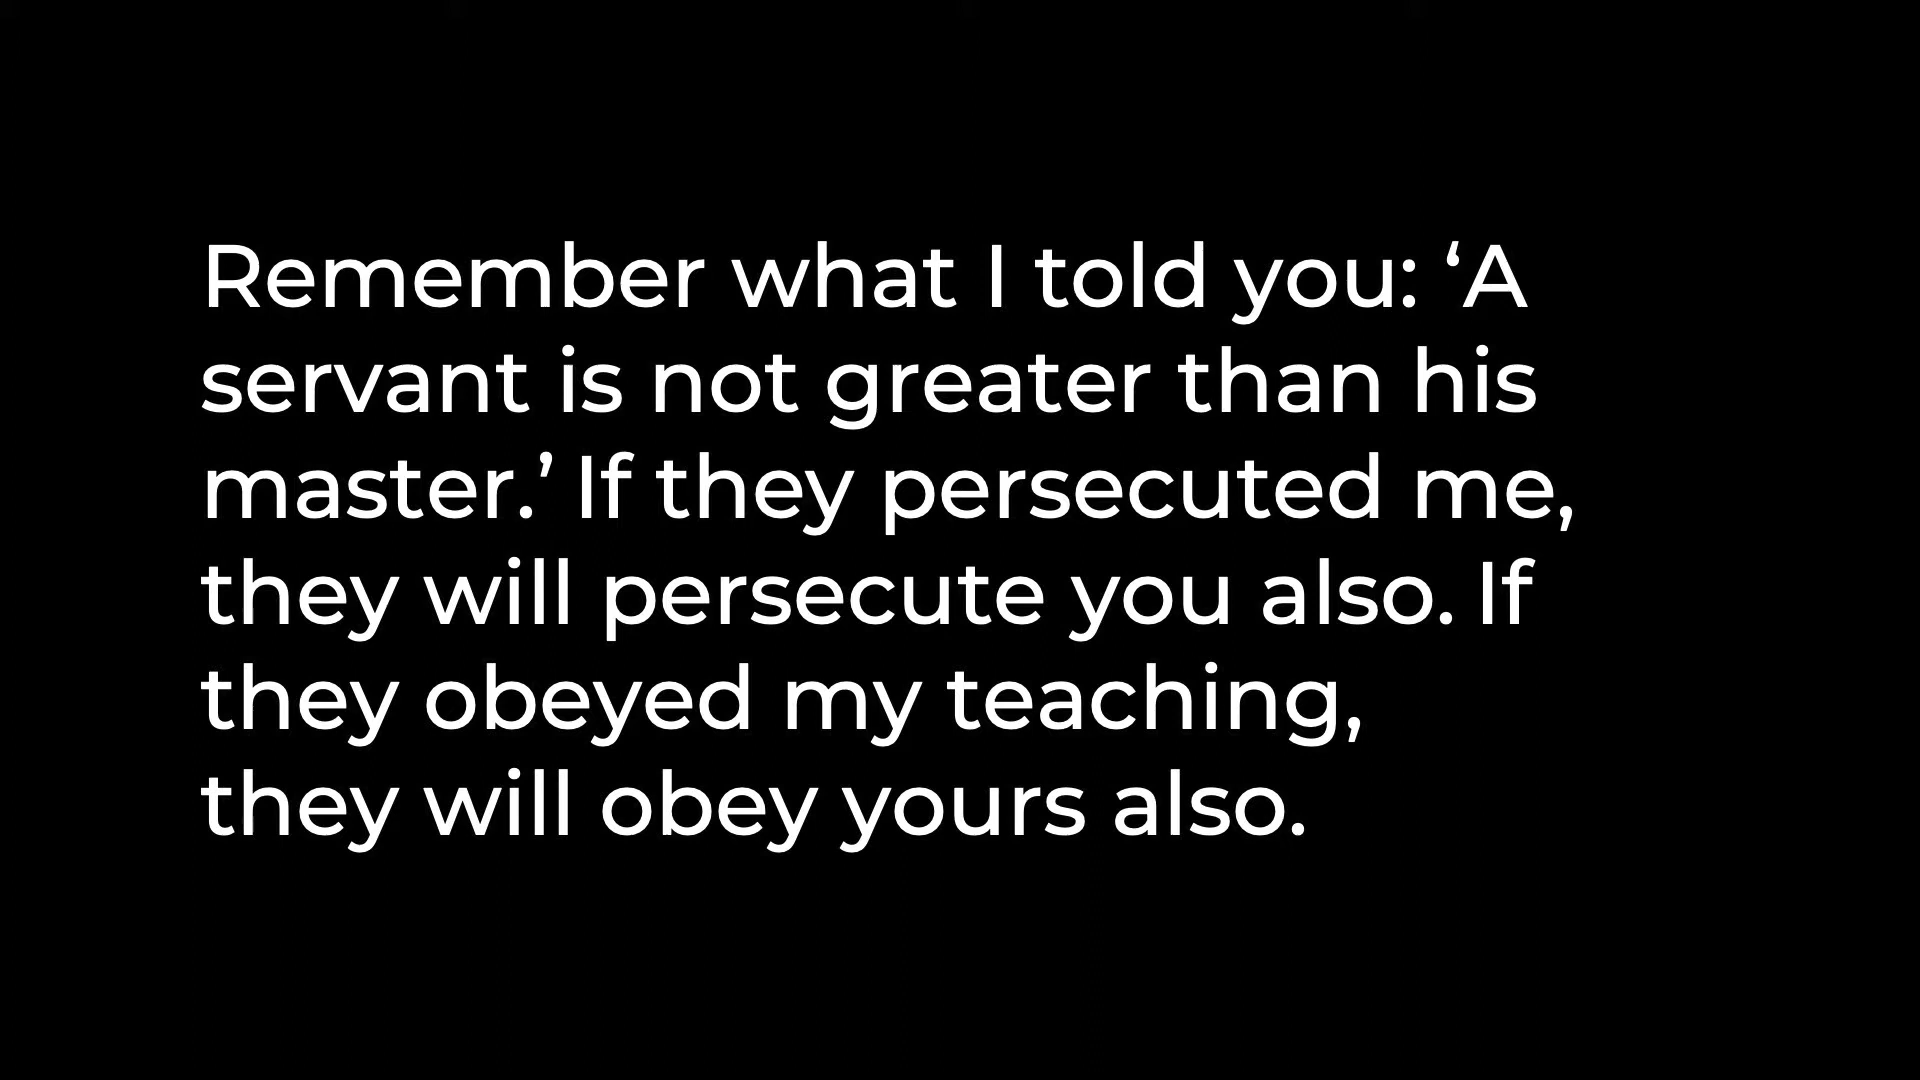 Remember what I told you: ‘A
servant is not greater than his
master.’ If they persecuted me,
they will persecute you also. If
they obeyed my teaching,
they will obey yours also.